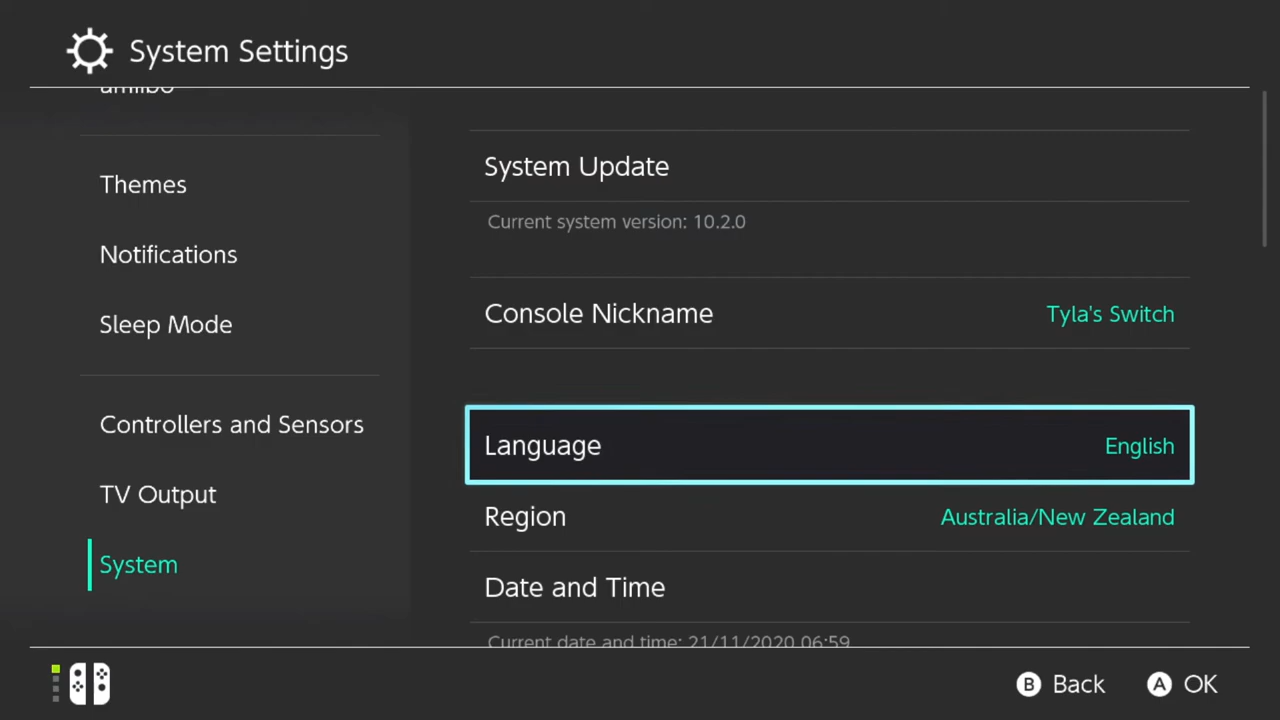 System Settings
amiibo
Themes
Notifications
Sleep Mode
Controllers and Sensors
TV Output
System
System Update
Current system version: 10.2.0
Console Nickname Tyla's Switch
Language English
Region Australia/New Zealand
Date and Time
Current date and time: 21/11/2020 06:59
B Back A OK